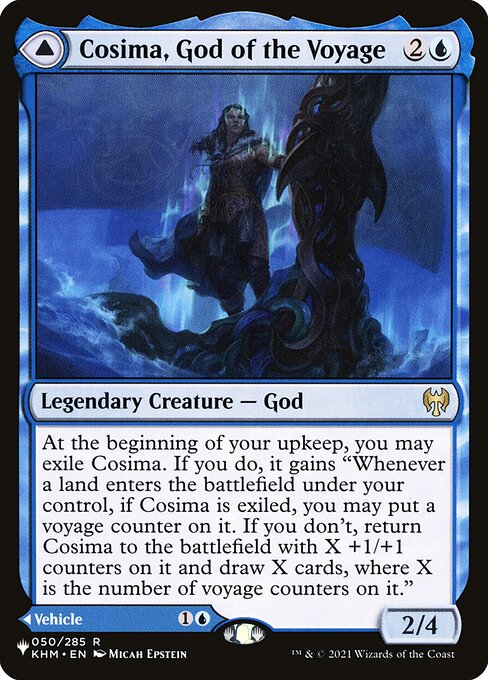 Cosima, God of the Voyage 2
Legendary Creature — God
At the beginning of your upkeep, you may
exile Cosima. If you do, it gains “Whenever
a land enters the battlefield under your
control, if Cosima is exiled, you may put a
voyage counter on it. If you don’t, return
Cosima to the battlefield with X +1/+1
counters on it and draw X cards, where X
is the number of voyage counters on it.”
Vehicle 1
2/4
050/285 R
KHM • EN Micah Epstein
™ & © 2021 Wizards of the Coast